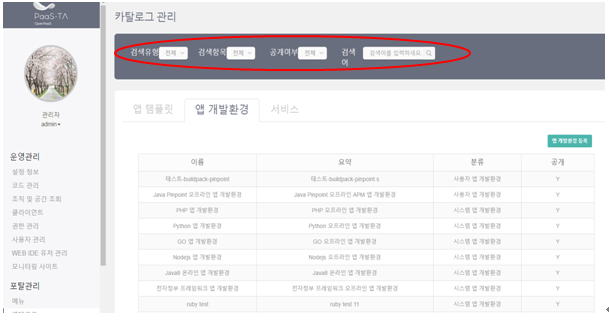 PaaS-TA
Open PaaS
카탈로그 관리
검색유형 전체 검색항목 전체 공개여부 전체 검색어 검색어를 입력하세요
관리자
admin
운영관리
설정 정보
코드 관리
조직 및 공간 조회
클라이언트
권한 관리
사용자 관리
WEB IDE 유저 관리
모니터링 사이트
포탈관리
메뉴
앱 템플릿 앱 개발환경 서비스
앱 개발환경 등록
이름 요약 분류 공개
테스트-buildpack-pinpoint 테스트-buildpack-pinpoint s 사용자 앱 개발환경 Y
Java Pinpoint 오프라인 앱 개발환경 Java Pinpoint 오프라인 APM 앱 개발환경 사용자 앱 개발환경 Y
PHP 앱 개발환경 PHP 오프라인 앱 개발환경 시스템 앱 개발환경 Y
Python 앱 개발환경 Python 오프라인 앱 개발환경 시스템 앱 개발환경 Y
GO 앱 개발환경 GO 오프라인 앱 개발환경 시스템 앱 개발환경 Y
Nodejs 앱 개발환경 Nodejs 오프라인 앱 개발환경 시스템 앱 개발환경 Y
Java8 온라인 앱 개발환경 Java8 온라인 앱 개발환경 시스템 앱 개발환경 Y
전자정부 프레임워크 앱 개발환경 전자정부 프레임워크 오프라인 앱 개발환경 시스템 앱 개발환경 Y
ruby test ruby test 11 시스템 앱 개발환경 Y